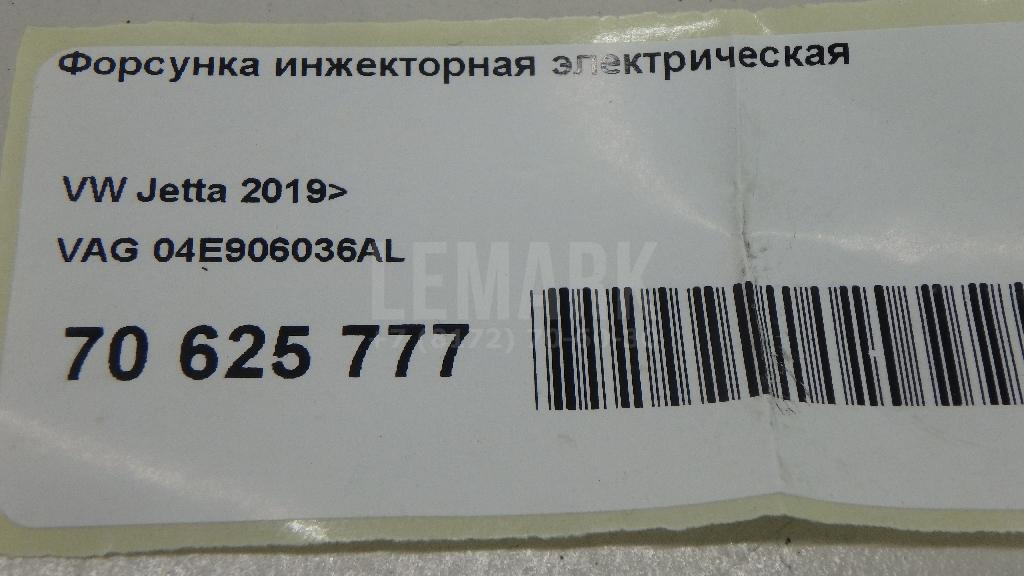 Форсунка инжекторная электрическая
VW Jetta 2019>
VAG 04E906036AL
LEMARK
70 625 777